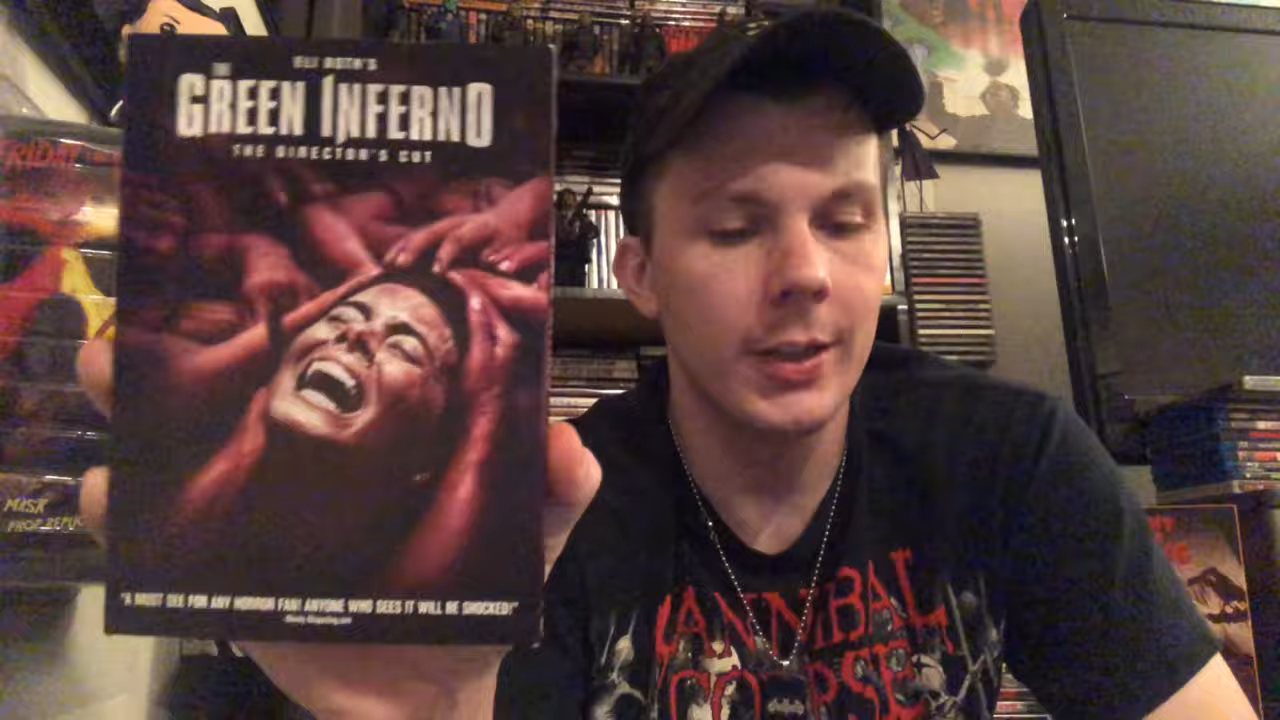 ELI ROTH'S
THE
GREEN INFERNO
THE DIRECTOR'S CUT
"A MUST SEE FOR ANY HORROR FAN! ANYONE WHO SEES IT WILL BE SHOCKED!"
CANNIBAL
CORPSE
MASK